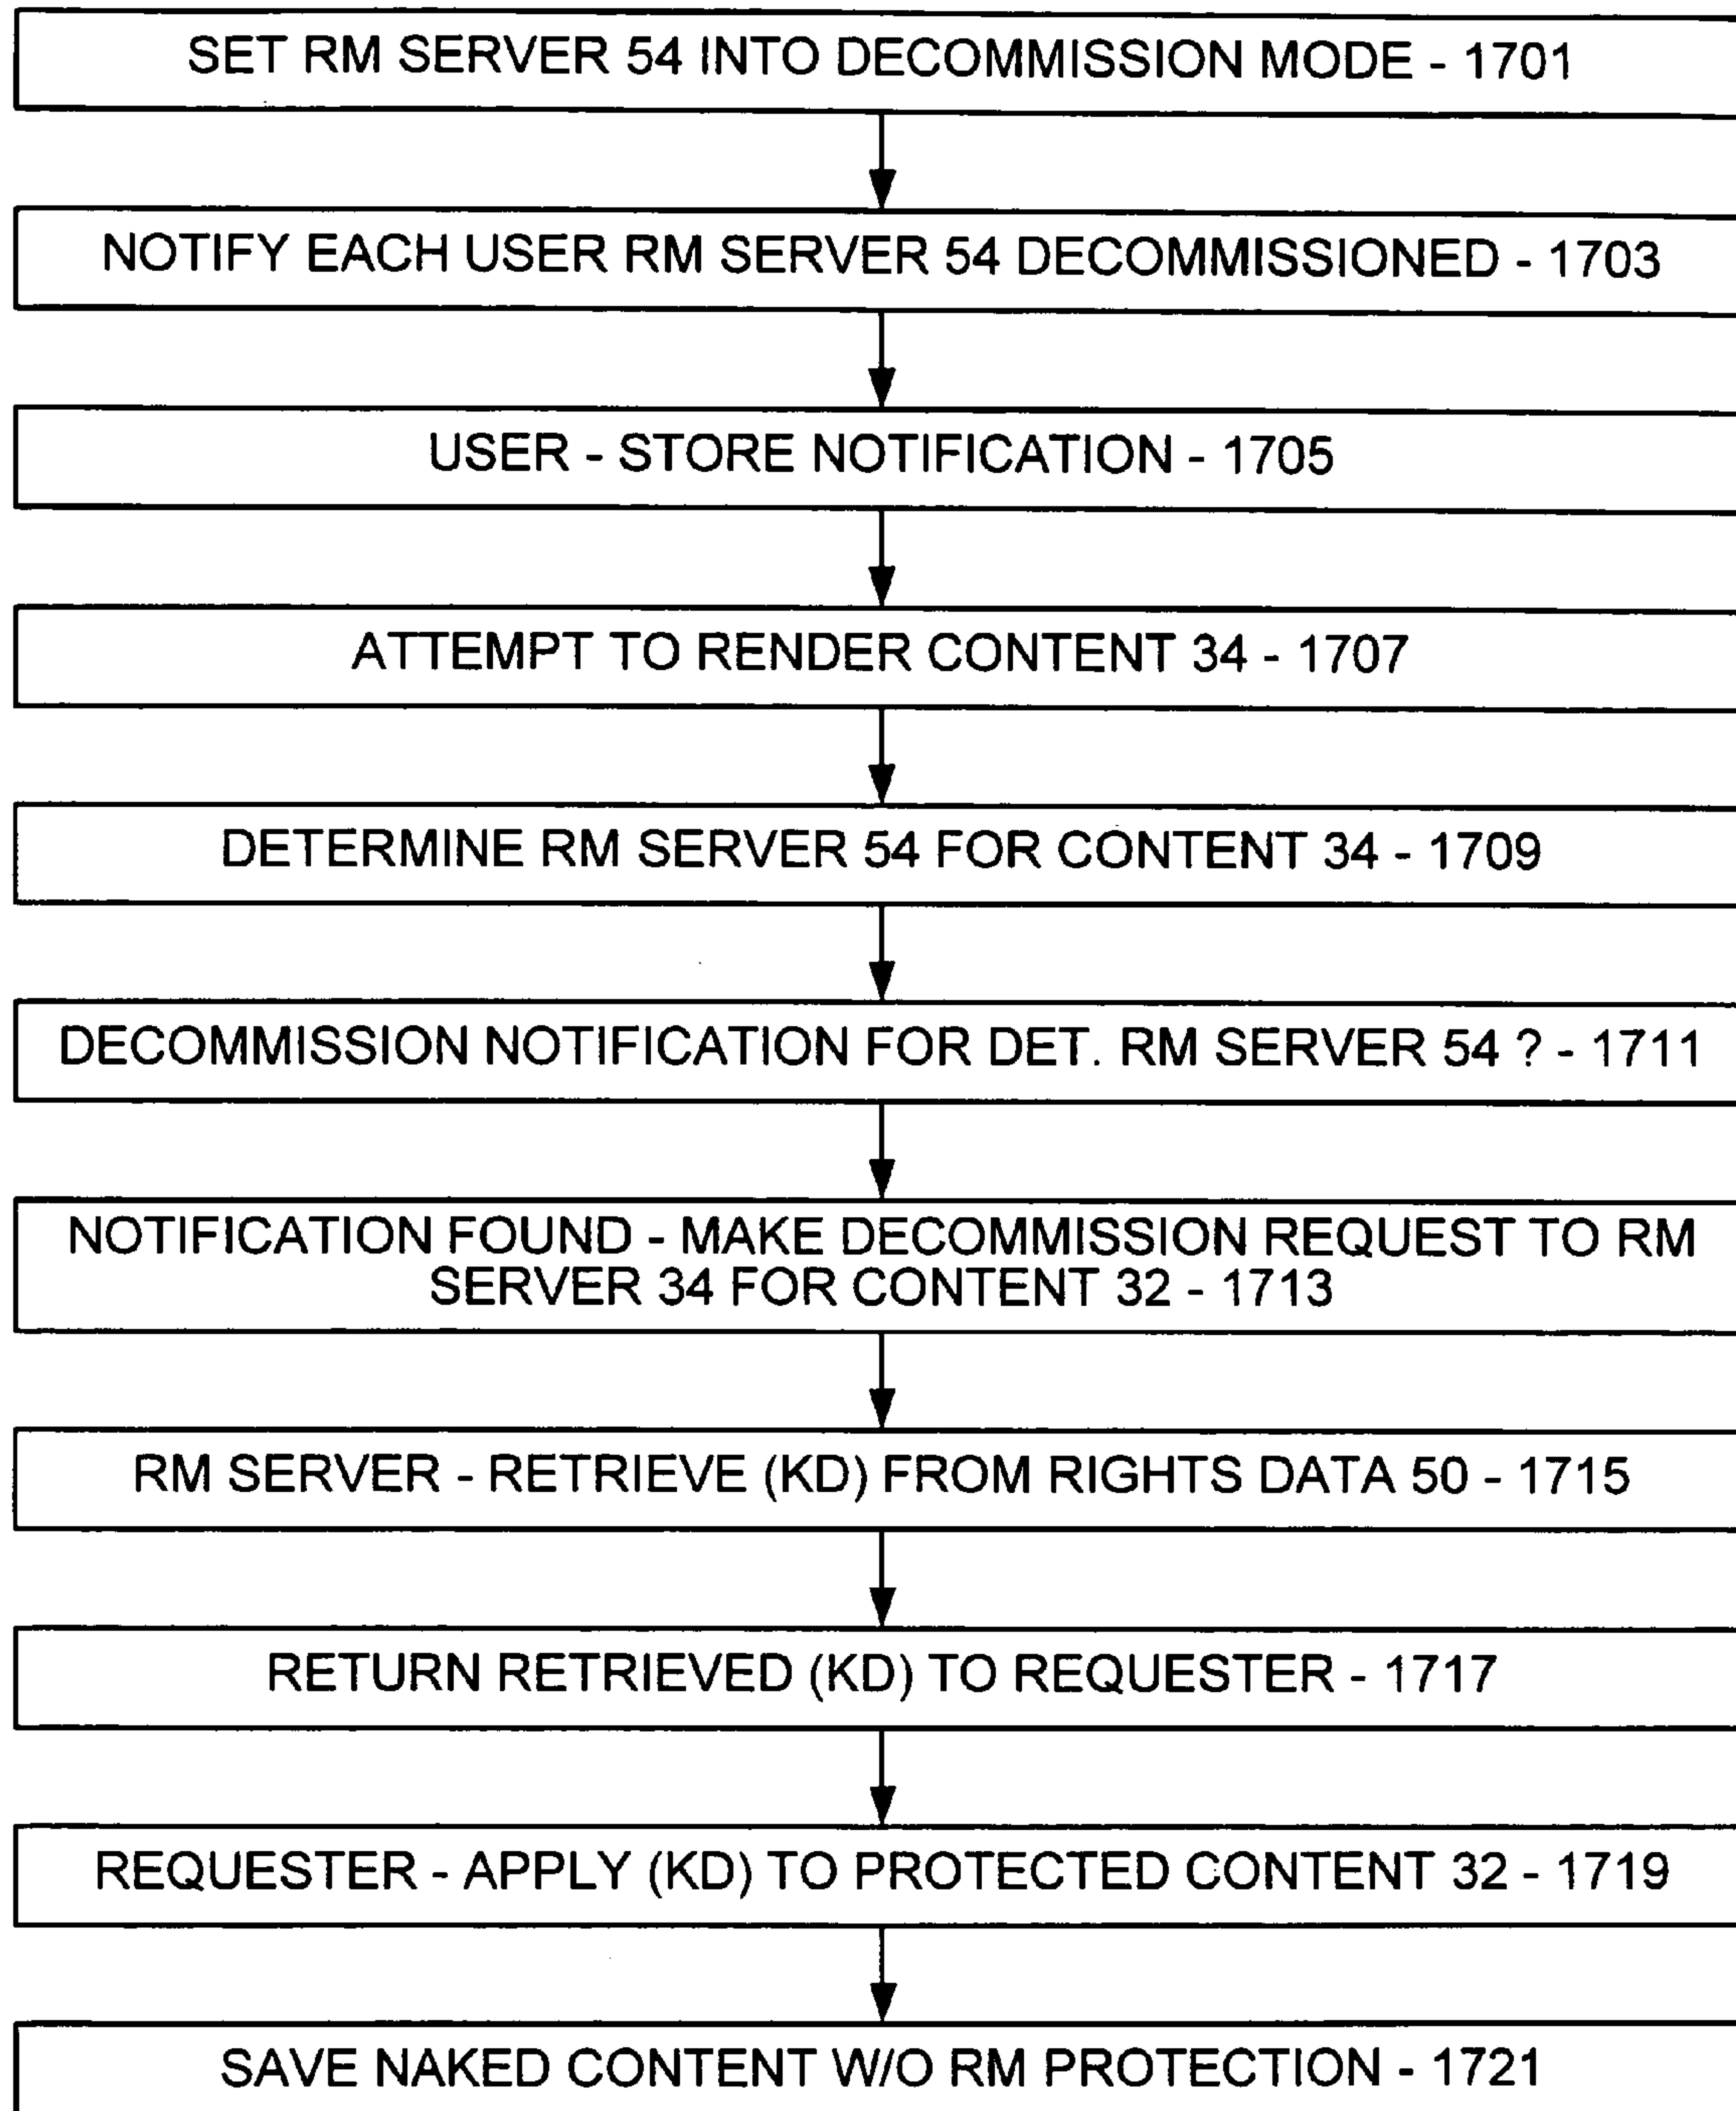 SET RM SERVER 54 INTO DECOMMISSION MODE - 1701
NOTIFY EACH USER RM SERVER 54 DECOMMISSIONED - 1703
USER - STORE NOTIFICATION - 1705
ATTEMPT TO RENDER CONTENT 34 - 1707
DETERMINE RM SERVER 54 FOR CONTENT 34 - 1709
DECOMMISSION NOTIFICATION FOR DET. RM SERVER 54 ? - 1711
NOTIFICATION FOUND - MAKE DECOMMISSION REQUEST TO RM
SERVER 34 FOR CONTENT 32 - 1713
RM SERVER - RETRIEVE (KD) FROM RIGHTS DATA 50 - 1715
RETURN RETRIEVED (KD) TO REQUESTER - 1717
REQUESTER - APPLY (KD) TO PROTECTED CONTENT 32 - 1719
SAVE NAKED CONTENT W/O RM PROTECTION - 1721